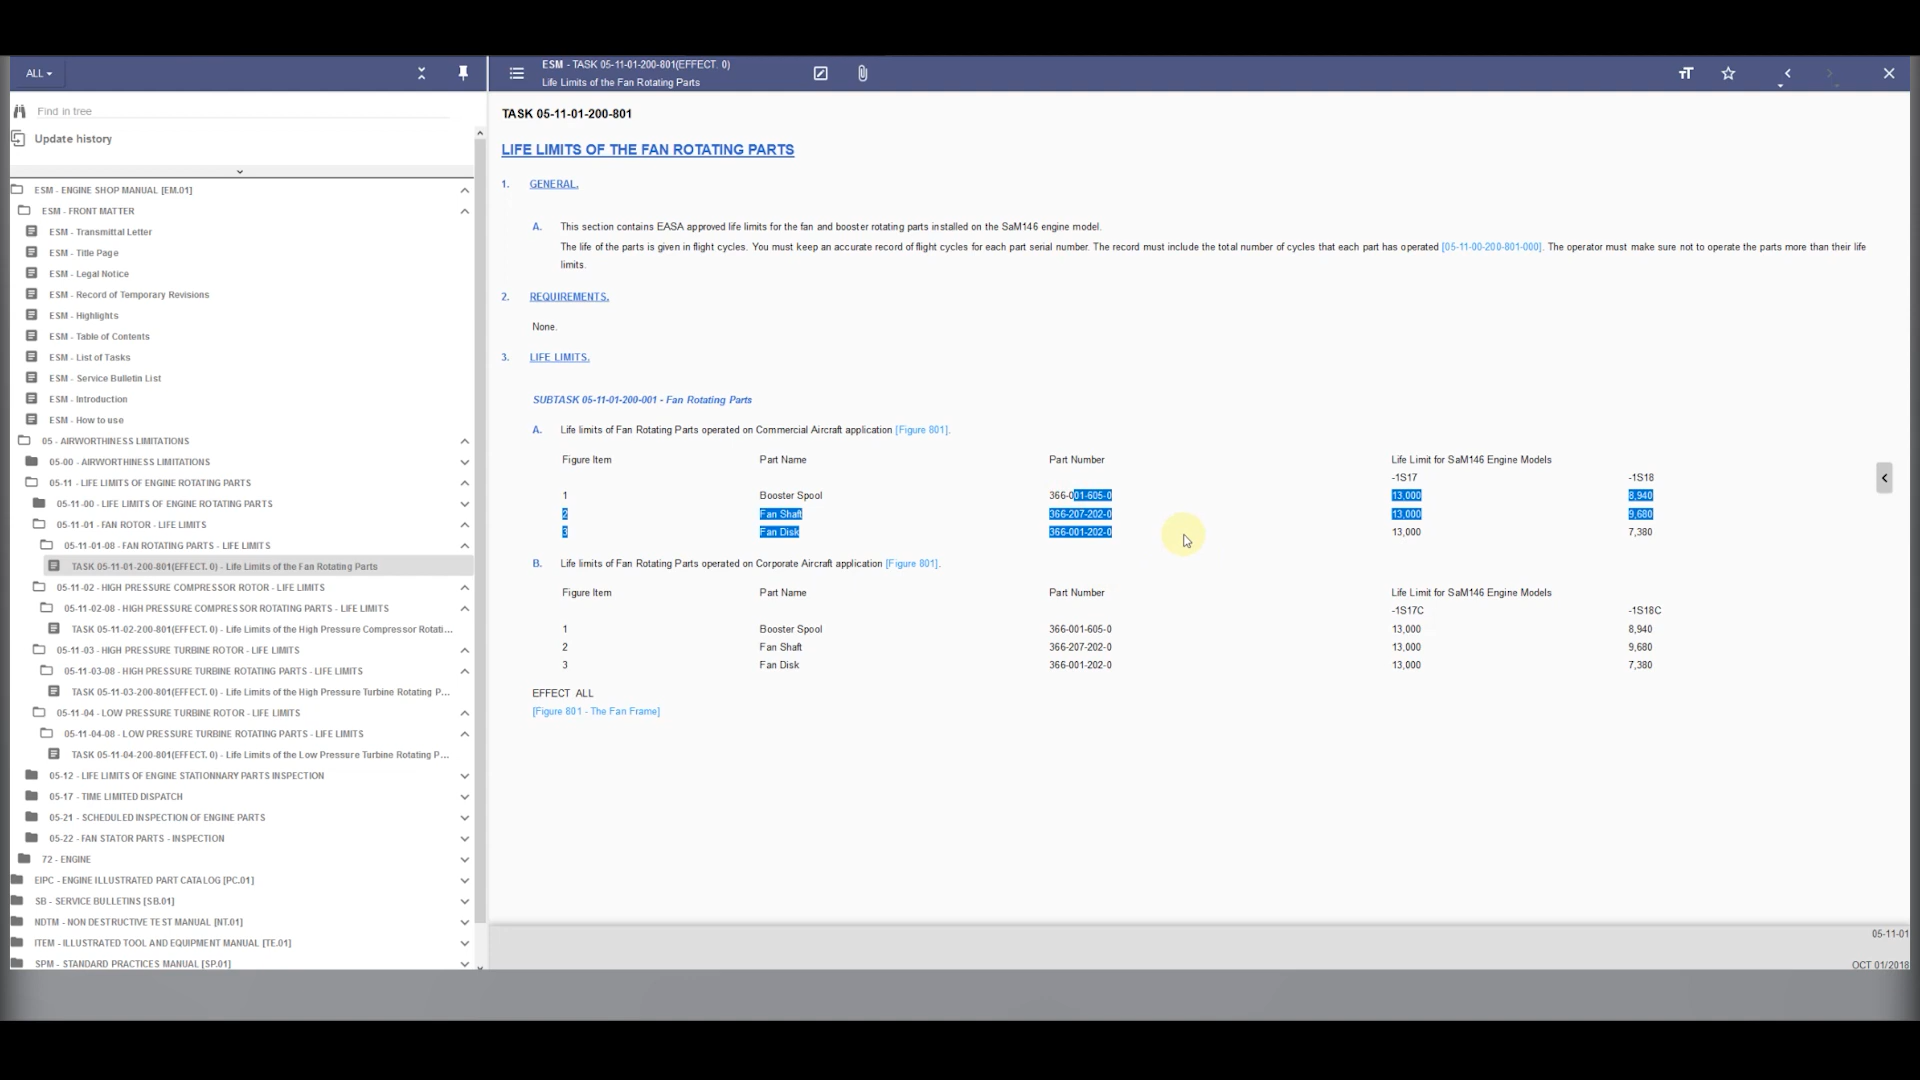 ALL
ESM - TASK 05-11-01-200-801(EFFECT. 0)
Life Limits of the Fan Rotating Parts
Find in tree
Update history
ESM - ENGINE SHOP MANUAL [EM.01]
ESM - FRONT MATTER
ESM - Transmittal Letter
ESM - Title Page
ESM - Legal Notice
ESM - Record of Temporary Revisions
ESM - Highlights
ESM - Table of Contents
ESM - List of Tasks
ESM - Service Bulletin List
ESM - Introduction
ESM - How to use
05 - AIRWORTHINESS LIMITATIONS
05-00 - AIRWORTHINESS LIMITATIONS
05-11 - LIFE LIMITS OF ENGINE ROTATING PARTS
05-11-00 - LIFE LIMITS OF ENGINE ROTATING PARTS
05-11-01 - FAN ROTOR - LIFE LIMITS
05-11-01-08 - FAN ROTATING PARTS - LIFE LIMITS
TASK 05-11-01-200-801(EFFECT. 0) - Life Limits of the Fan Rotating Parts
05-11-02 - HIGH PRESSURE COMPRESSOR ROTOR - LIFE LIMITS
05-11-02-08 - HIGH PRESSURE COMPRESSOR ROTATING PARTS - LIFE LIMITS
TASK 05-11-02-200-801(EFFECT. 0) - Life Limits of the High Pressure Compressor Rotati...
05-11-03 - HIGH PRESSURE TURBINE ROTOR - LIFE LIMITS
05-11-03-08 - HIGH PRESSURE TURBINE ROTATING PARTS - LIFE LIMITS
TASK 05-11-03-200-801(EFFECT. 0) - Life Limits of the High Pressure Turbine Rotating P...
05-11-04 - LOW PRESSURE TURBINE ROTOR - LIFE LIMITS
05-11-04-08 - LOW PRESSURE TURBINE ROTATING PARTS - LIFE LIMITS
TASK 05-11-04-200-801(EFFECT. 0) - Life Limits of the Low Pressure Turbine Rotating P...
05-12 - LIFE LIMITS OF ENGINE STATIONNARY PARTS INSPECTION
05-17 - TIME LIMITED DISPATCH
05-21 - SCHEDULED INSPECTION OF ENGINE PARTS
05-22 - FAN STATOR PARTS - INSPECTION
72 - ENGINE
EIPC - ENGINE ILLUSTRATED PART CATALOG [PC.01]
SB - SERVICE BULLETINS [SB.01]
NDTM - NON DESTRUCTIVE TEST MANUAL [NT.01]
ITEM - ILLUSTRATED TOOL AND EQUIPMENT MANUAL [TE.01]
SPM - STANDARD PRACTICES MANUAL [SP.01]
TASK 05-11-01-200-801
LIFE LIMITS OF THE FAN ROTATING PARTS
1. GENERAL.
A. This section contains EASA approved life limits for the fan and booster rotating parts installed on the SaM146 engine model.
The life of the parts is given in flight cycles. You must keep an accurate record of flight cycles for each part serial number. The record must include the total number of cycles that each part has operated [05-11-00-200-801-000]. The operator must make sure not to operate the parts more than their life
limits.
2. REQUIREMENTS.
None.
3. LIFE LIMITS.
SUBTASK 05-11-01-200-001 - Fan Rotating Parts
A. Life limits of Fan Rotating Parts operated on Commercial Aircraft application [Figure 801].
Figure Item Part Name Part Number Life Limit for SaM146 Engine Models
-1S17 -1S18
1 Booster Spool 366-001-605-0 13,000 8,940
2 Fan Shaft 366-207-202-0 13,000 9,680
3 Fan Disk 366-001-202-0 13,000 7,380
B. Life limits of Fan Rotating Parts operated on Corporate Aircraft application [Figure 801].
Figure Item Part Name Part Number Life Limit for SaM146 Engine Models
-1S17C -1S18C
1 Booster Spool 366-001-605-0 13,000 8,940
2 Fan Shaft 366-207-202-0 13,000 9,680
3 Fan Disk 366-001-202-0 13,000 7,380
EFFECT ALL
[Figure 801 - The Fan Frame]
05-11-01
OCT 01/2018